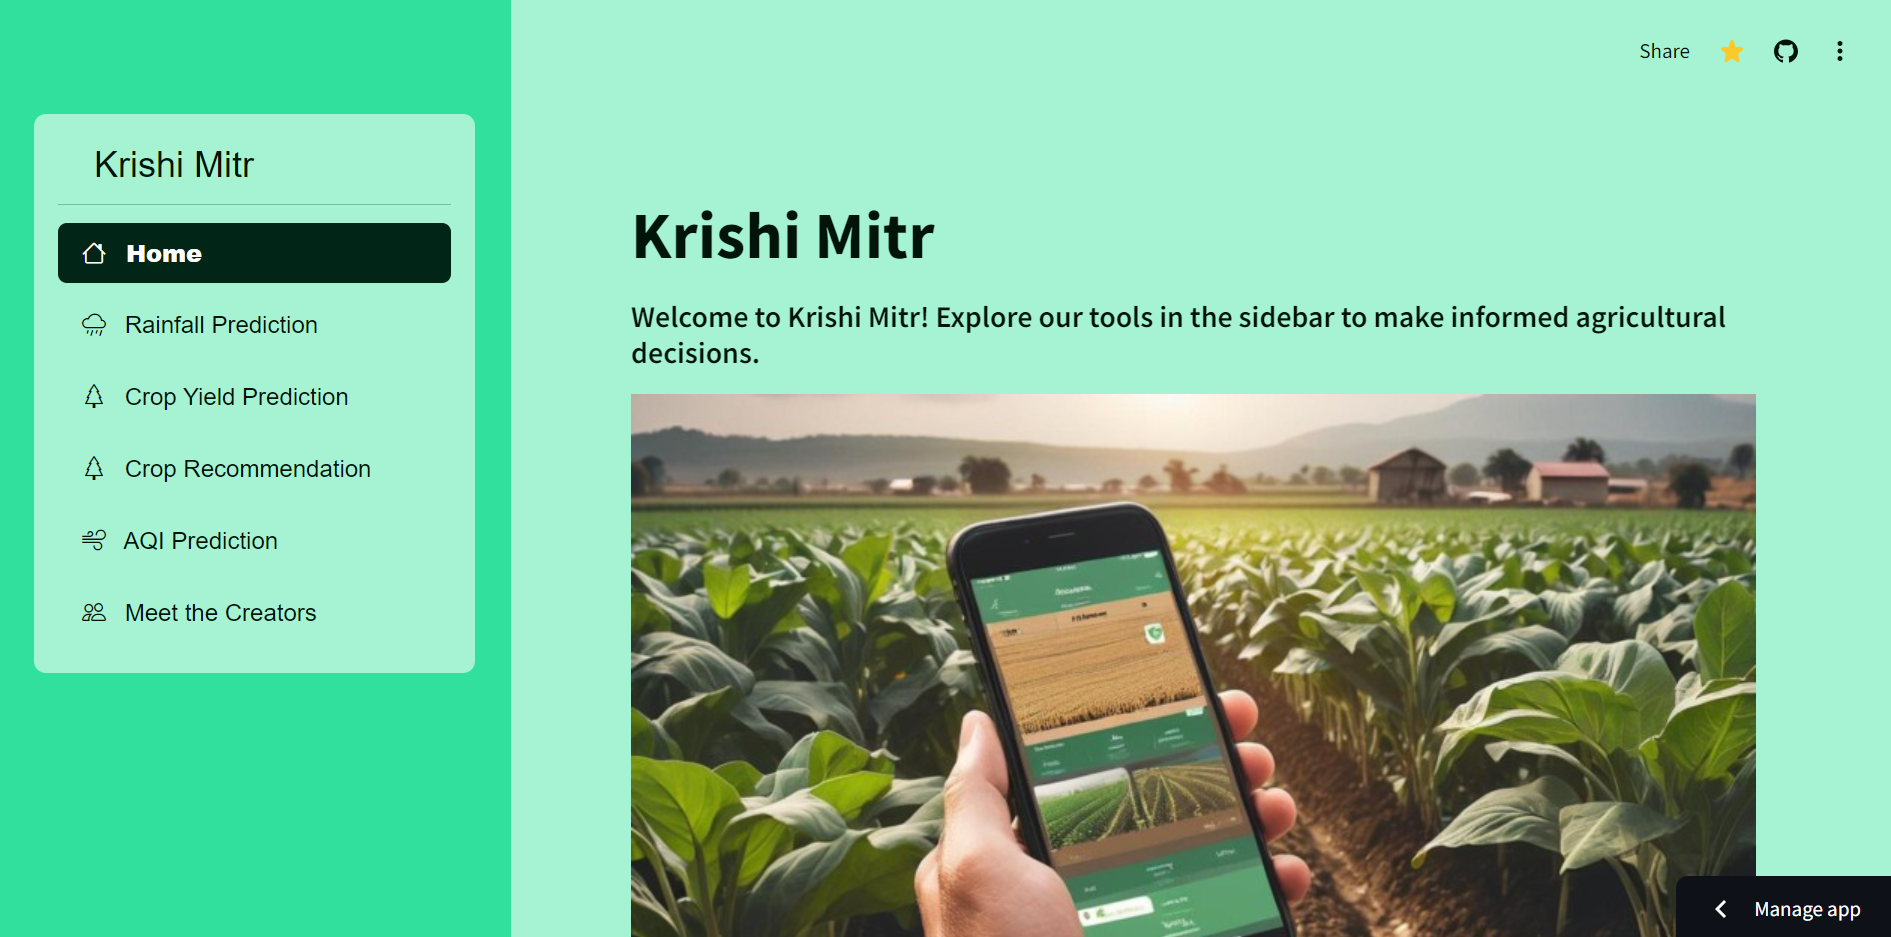 Share
Krishi Mitr
Home
Rainfall Prediction
Crop Yield Prediction
Crop Recommendation
AQI Prediction
Meet the Creators
Krishi Mitr
Welcome to Krishi Mitr! Explore our tools in the sidebar to make informed agricultural
decisions.
Manage app